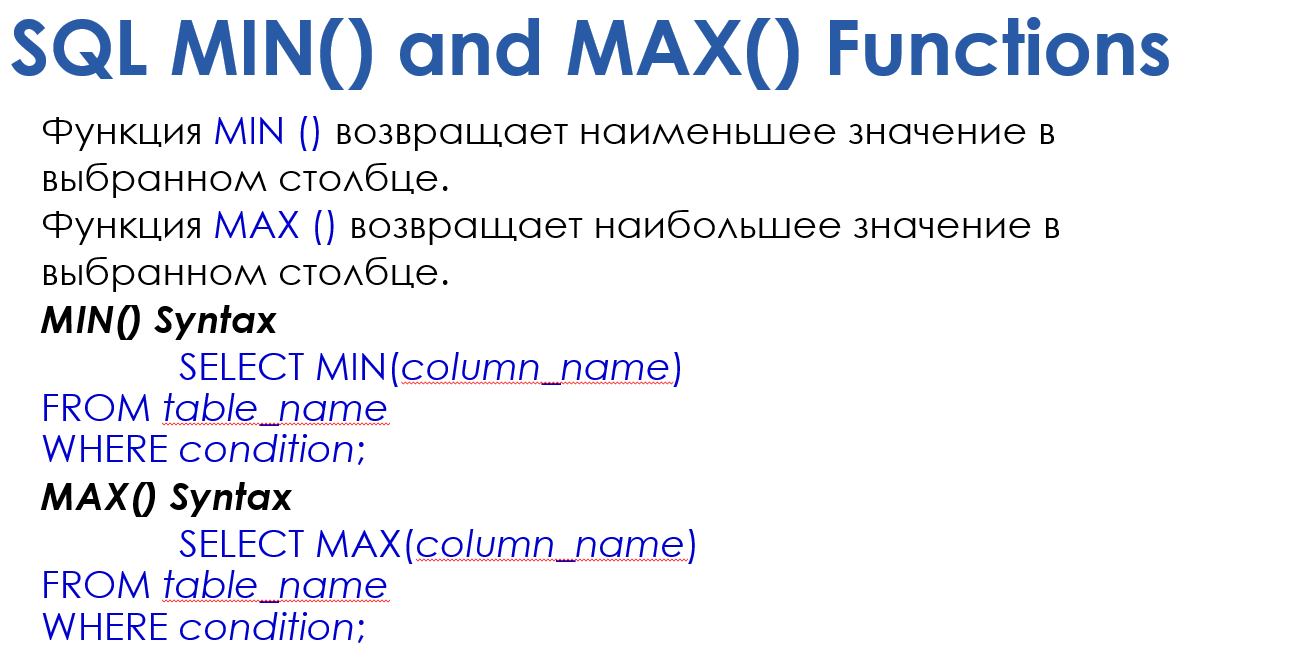 SQL MIN() and MAX() Functions
Функция MIN () возвращает наименьшее значение в
выбранном столбце.
Функция MAX () возвращает наибольшее значение в
выбранном столбце.
MIN() Syntax
SELECT MIN(column_name)
FROM table_name
WHERE condition;
MAX() Syntax
SELECT MAX(column_name)
FROM table_name
WHERE condition;